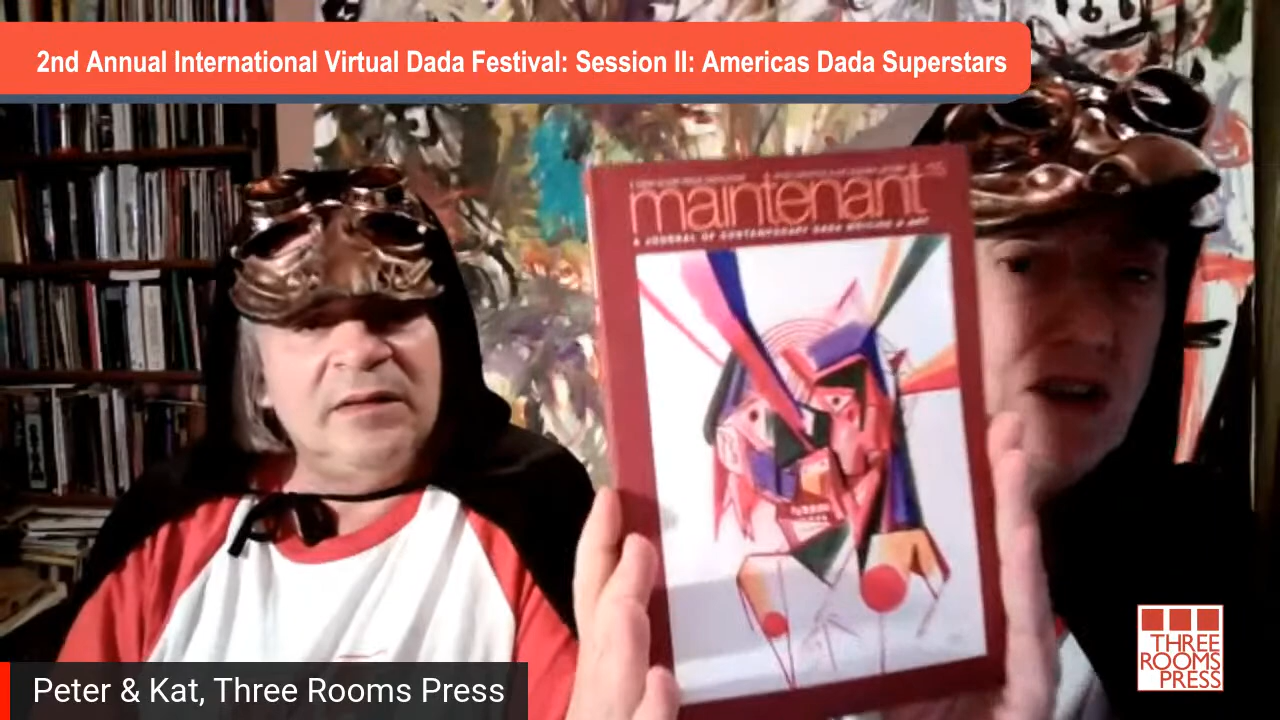 2nd Annual International Virtual Dada Festival: Session II: Americas Dada Superstars
maintenant
A JOURNAL OF CONTEMPORARY DADA WRITING & ART
Peter & Kat, Three Rooms Press
THREE
ROOMS
PRESS